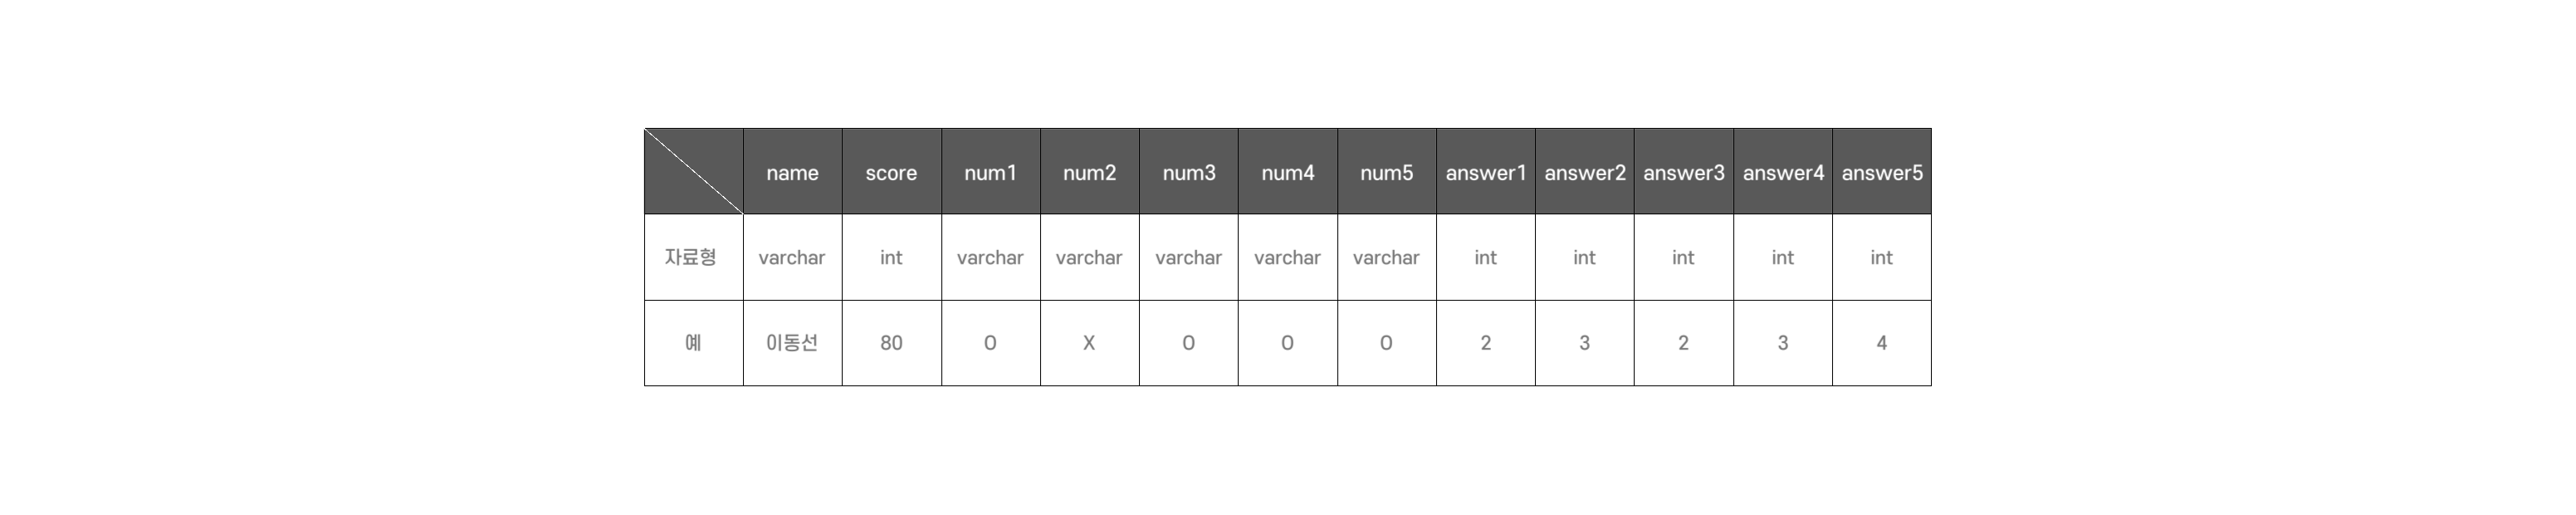 name score num1 num2 num3 num4 num5 answer1 answer2 answer3 answer4 answer5
자료형 varchar int varchar varchar varchar varchar varchar int int int int int
예 이동선 80 O X O O O 2 3 2 3 4